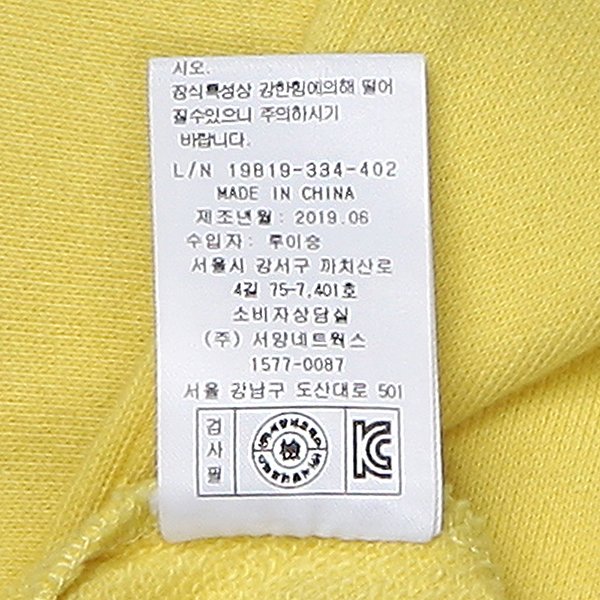 시오.
장식특성상 강한힘에의해 떨어
질수있으니 주의하시기
바랍니다.
L/N 19B19-334-402
MADE IN CHINA
제조년월: 2019.06
수입자: 루이승
서울시 강서구 까치산로
4길 75-7,401호
소비자상담실
(주) 서양네트웍스
1577-0087
서울 강남구 도산대로 501
검사필
檢
KC